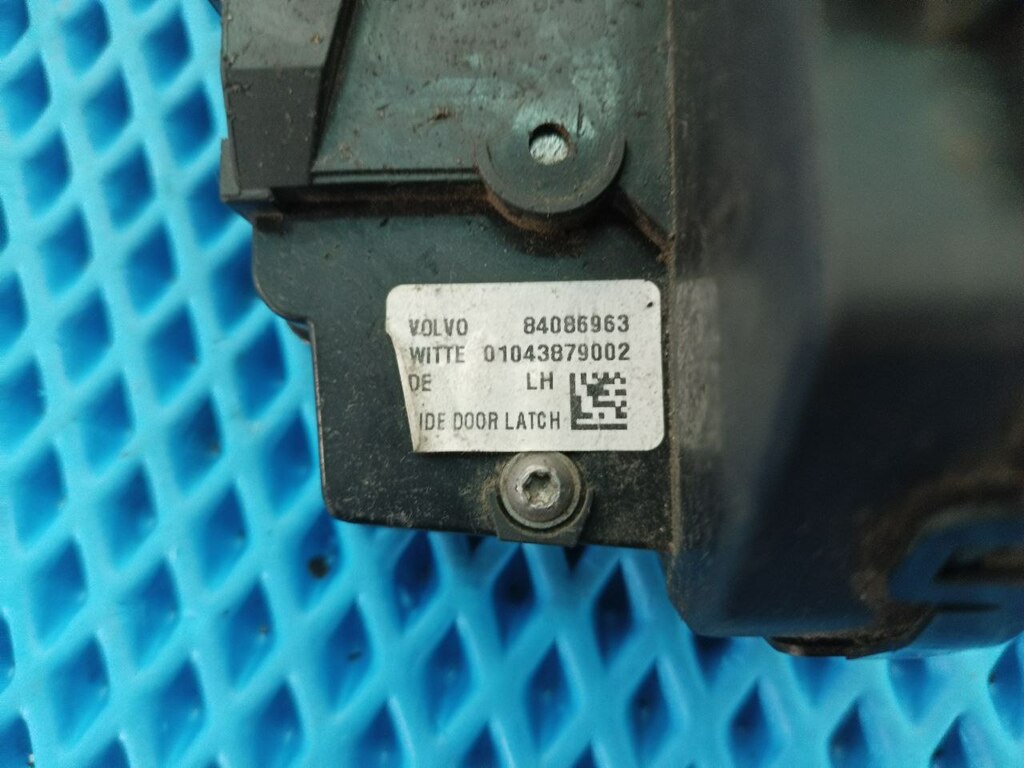 VOLVO 84086963
WITTE 01043879002
DE LH
IDE DOOR LATCH